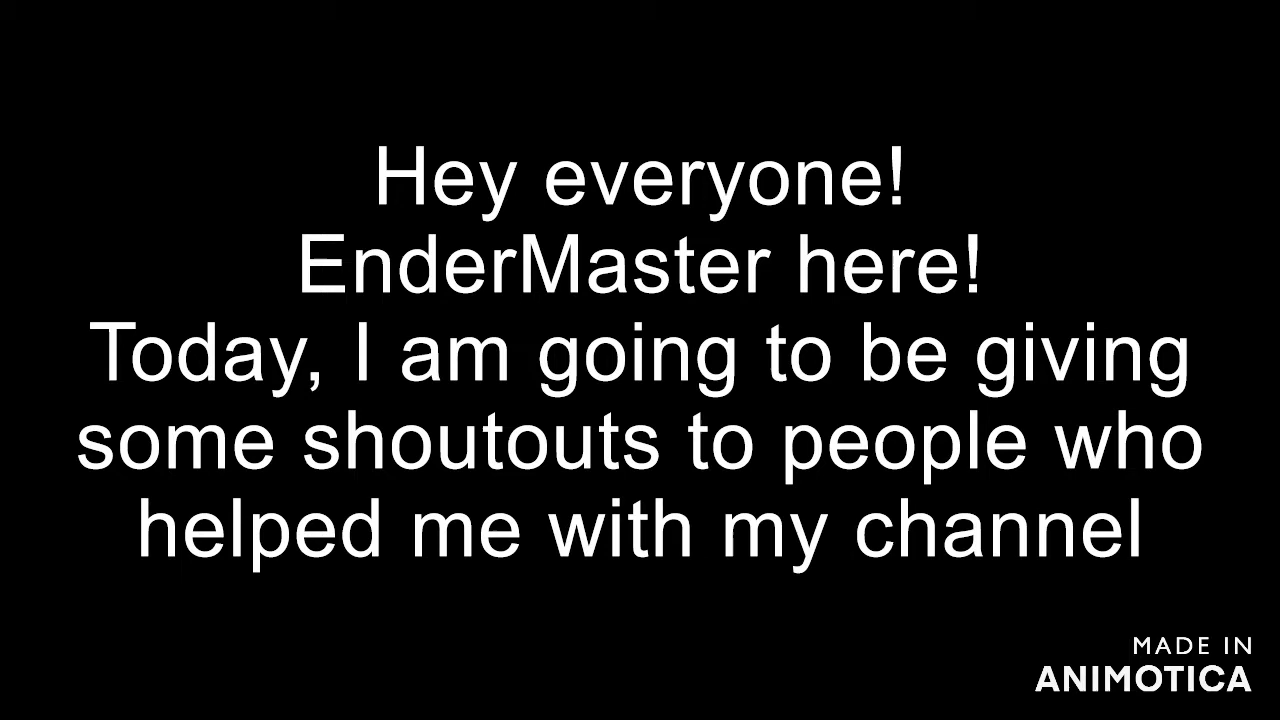 Hey everyone!
EnderMaster here!
Today, I am going to be giving
some shoutouts to people who
helped me with my channel
MADE IN
ANIMOTICA